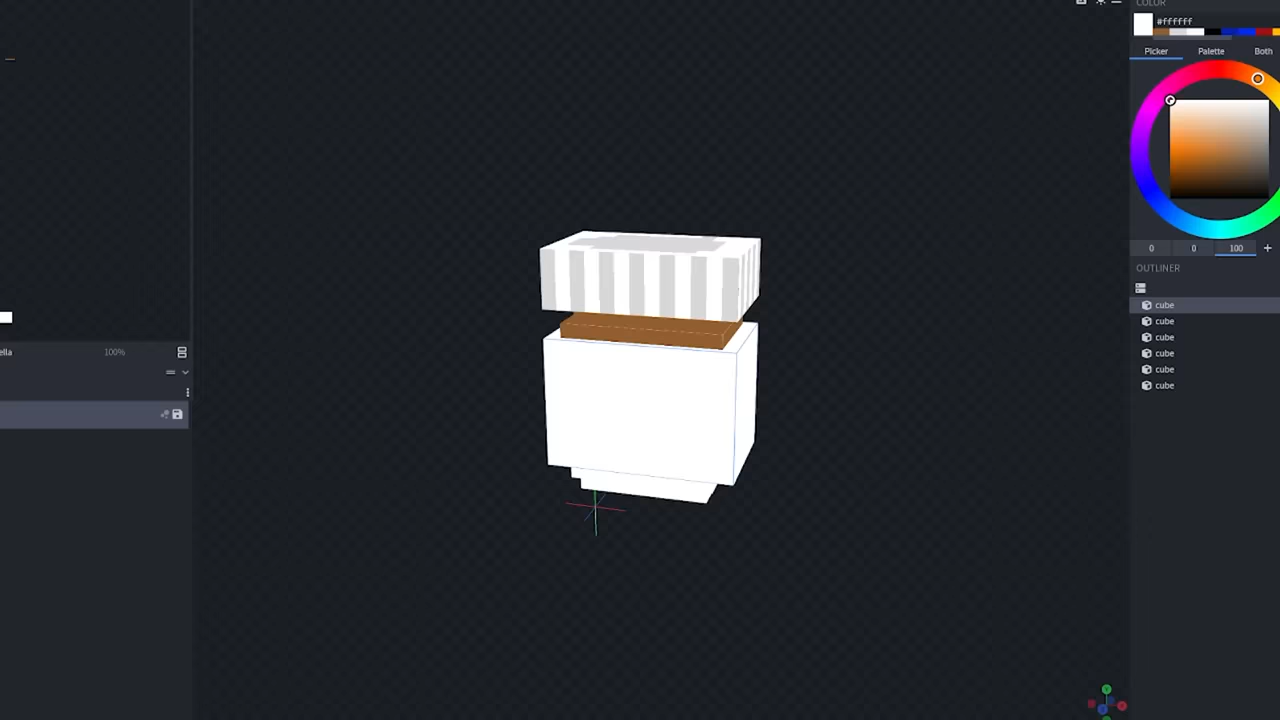 COLOR
#ffffff
Picker Palette Both
0 0 100
OUTLINER
cube
cube
cube
cube
cube
cube
ella 100%